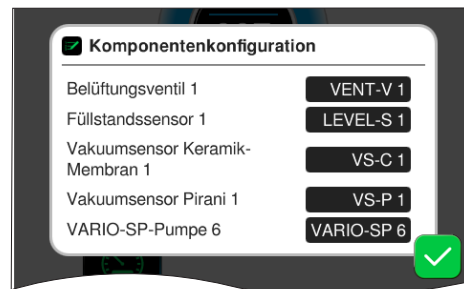 Komponentenkonfiguration
Belüftungsventil 1 VENT-V 1
Füllstandssensor 1 LEVEL-S 1
Vakuumsensor Keramik-
Membran 1 VS-C 1
Vakuumsensor Pirani 1 VS-P 1
VARIO-SP-Pumpe 6 VARIO-SP 6